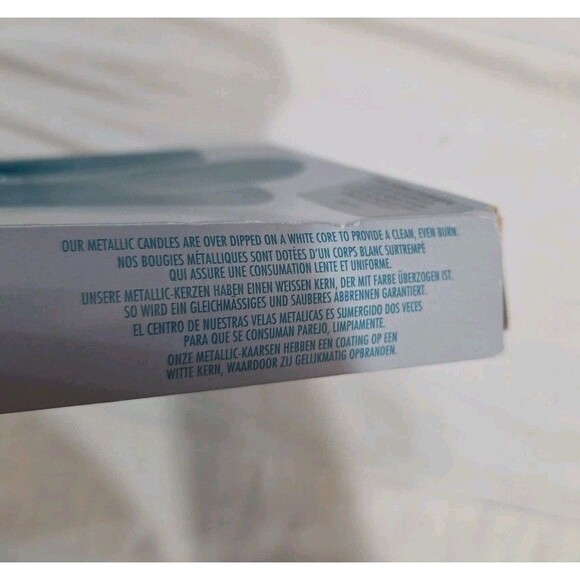 OUR METALLIC CANDLES ARE OVER DIPPED ON A WHITE CORE TO PROVIDE A CLEAN, EVEN BURN.
NOS BOUGIES MÉTALLIQUES SONT DOTÉES D'UN CORPS BLANC SURTREMPÉ
QUI ASSURE UNE CONSUMATION LENTE ET UNIFORME.
UNSERE METALLIC-KERZEN HABEN EINEN WEISSEN KERN, DER MIT FARBE ÜBERZOGEN IST.
SO WIRD EIN GLEICHMÄSSIGES UND SAUBERES ABBRENNEN GARANTIERT.
EL CENTRO DE NUESTRAS VELAS METALICAS ES SUMERGIDO DOS VECES
PARA QUE SE CONSUMAN PAREJO, LIMPIAMENTE.
ONZE METALLIC-KAARSEN HEBBEN EEN COATING OP EEN
WITTE KERN, WAARDOOR ZIJ GELIJKMATIG OPBRANDEN.